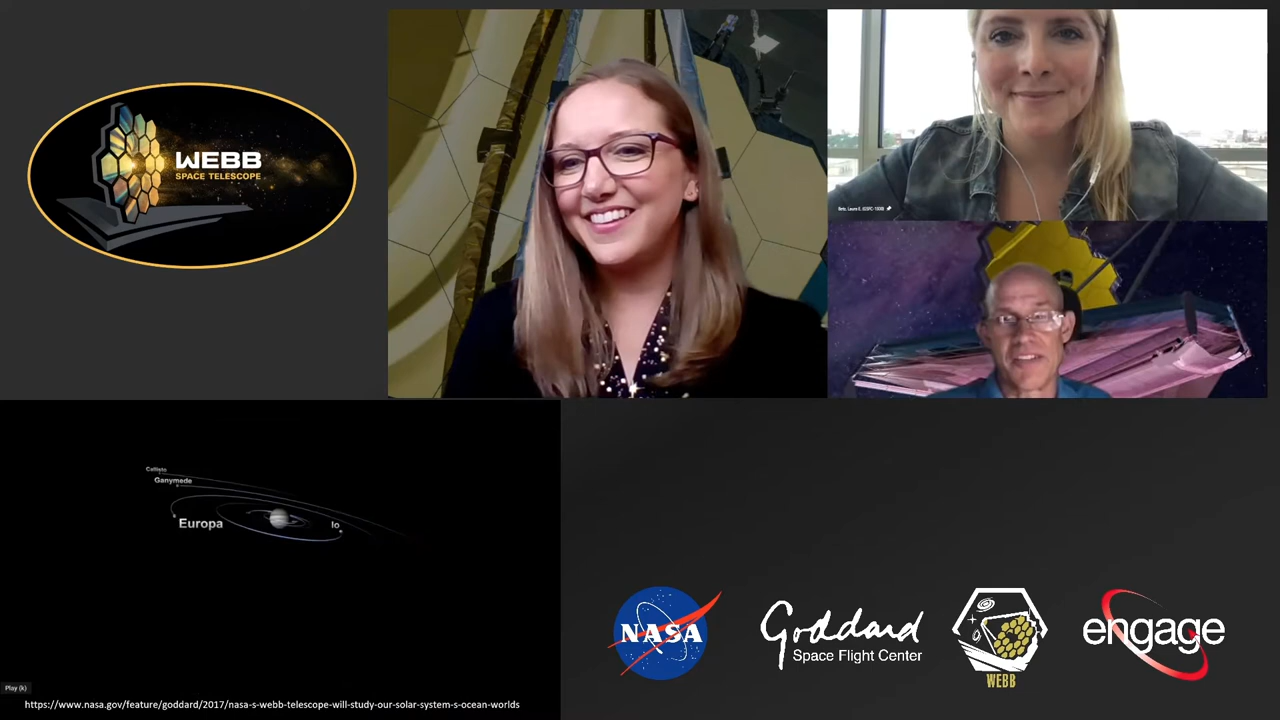 WEBB
SPACE TELESCOPE
Callisto
Ganymede
Europa
Io
Play (k)
https://www.nasa.gov/feature/goddard/2017/nasa-s-webb-telescope-will-study-our-solar-system-s-ocean-worlds
NASA
Goddard
Space Flight Center
WEBB
engage